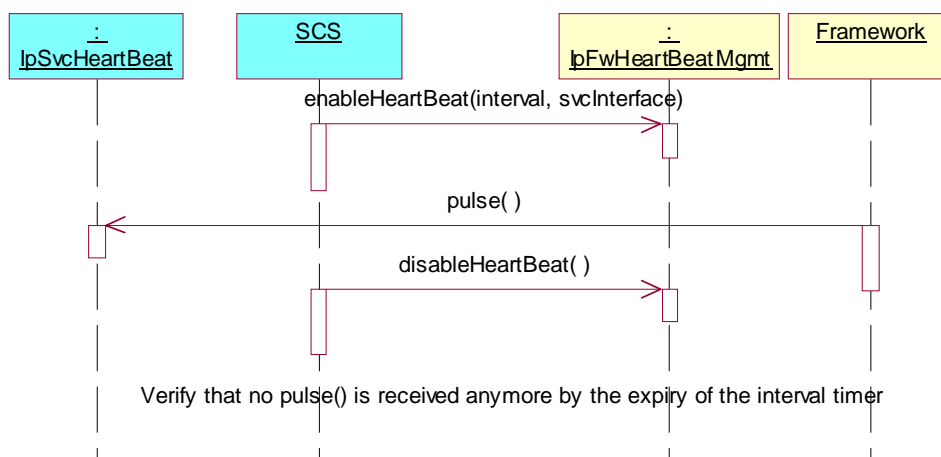 :
IpSvcHeartBeat
SCS
:
IpFwHeartBeatMgmt
Framework
enableHeartBeat(interval, svcInterface)
pulse( )
disableHeartBeat( )
Verify that no pulse() is received anymore by the expiry of the interval timer